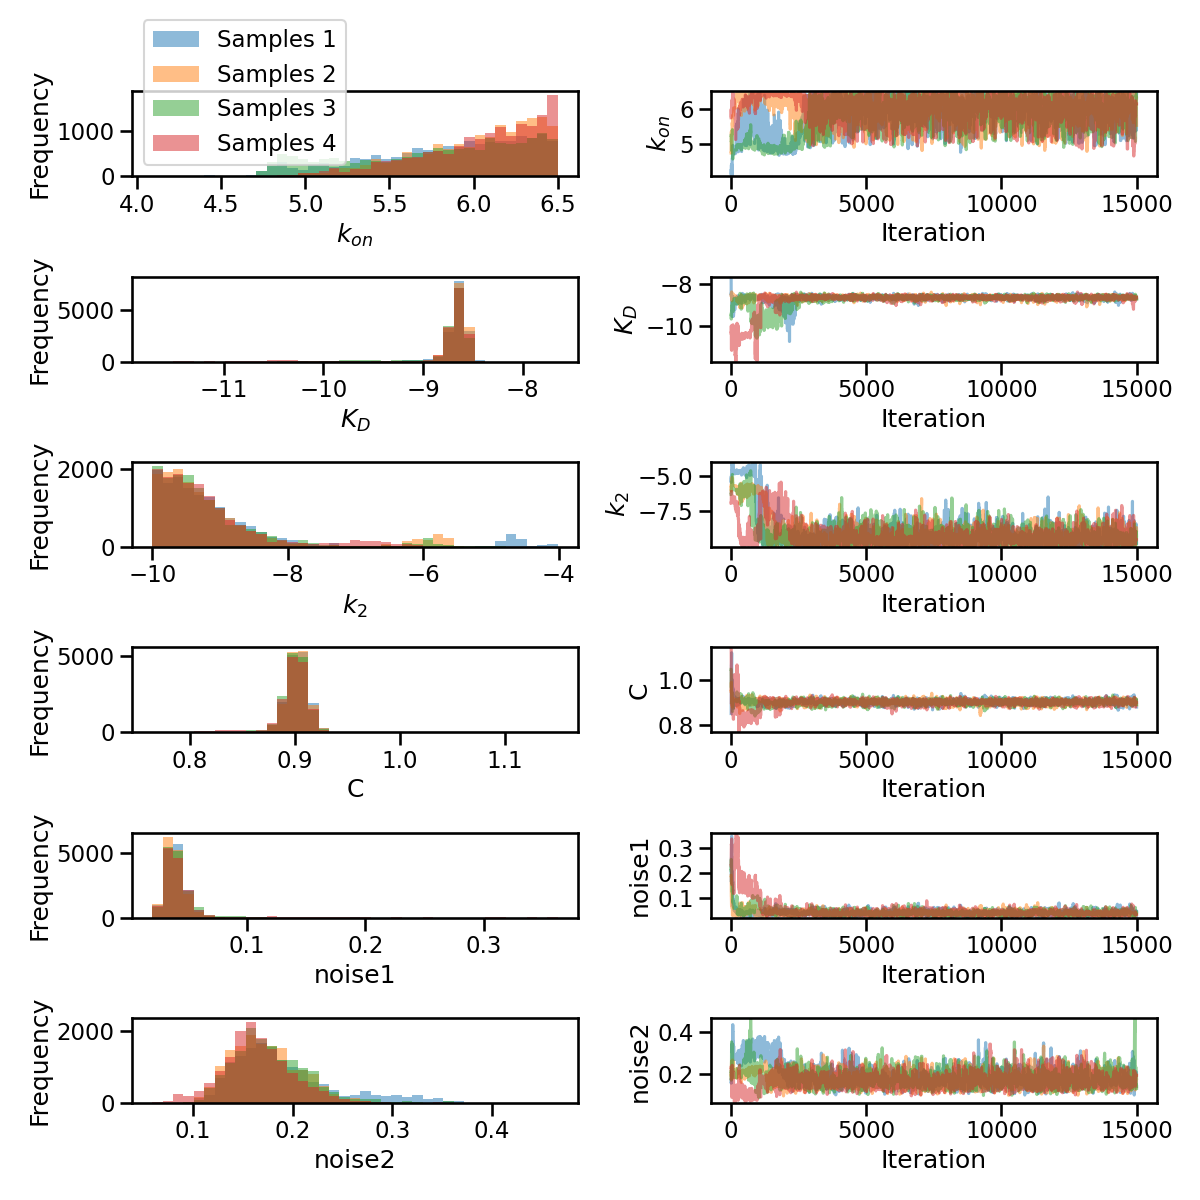 Samples 1
Samples 2
Samples 3
Samples 4
Frequency
1000
0
4.0 4.5 5.0 5.5 6.0 6.5
k_on
k_on
6
5
0 5000 10000 15000
Iteration
Frequency
5000
0
−11 −10 −9 −8
K_D
K_D
−8
−10
0 5000 10000 15000
Iteration
Frequency
2000
0
−10 −8 −6 −4
k_2
k_2
−5.0
−7.5
0 5000 10000 15000
Iteration
Frequency
5000
0
0.8 0.9 1.0 1.1
C
C
1.0
0.8
0 5000 10000 15000
Iteration
Frequency
5000
0
0.1 0.2 0.3
noise1
noise1
0.3
0.2
0.1
0 5000 10000 15000
Iteration
Frequency
2000
0
0.1 0.2 0.3 0.4
noise2
noise2
0.4
0.2
0 5000 10000 15000
Iteration